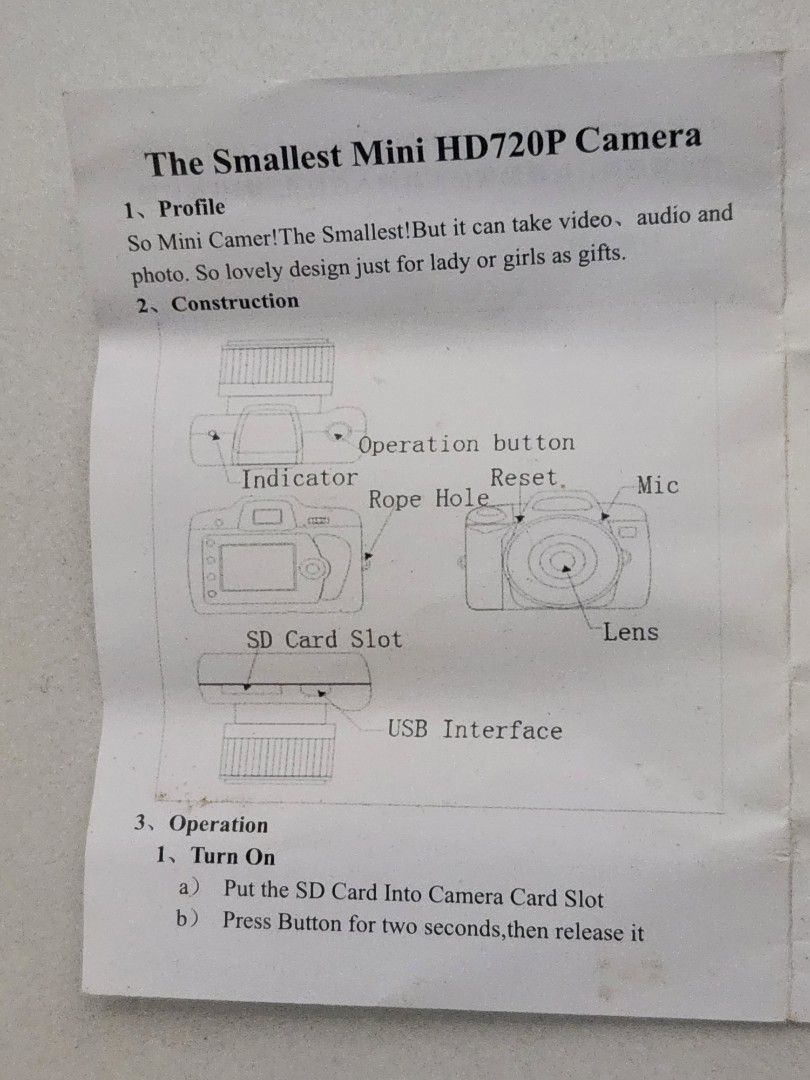 The Smallest Mini HD720P Camera
1、Profile
So Mini Camer!The Smallest!But it can take video、audio and
photo. So lovely design just for lady or girls as gifts.
2、Construction
Operation button
Indicator
Reset
Mic
Rope Hole
Lens
SD Card Slot
USB Interface
3、Operation
1、Turn On
a） Put the SD Card Into Camera Card Slot
b） Press Button for two seconds,then release it